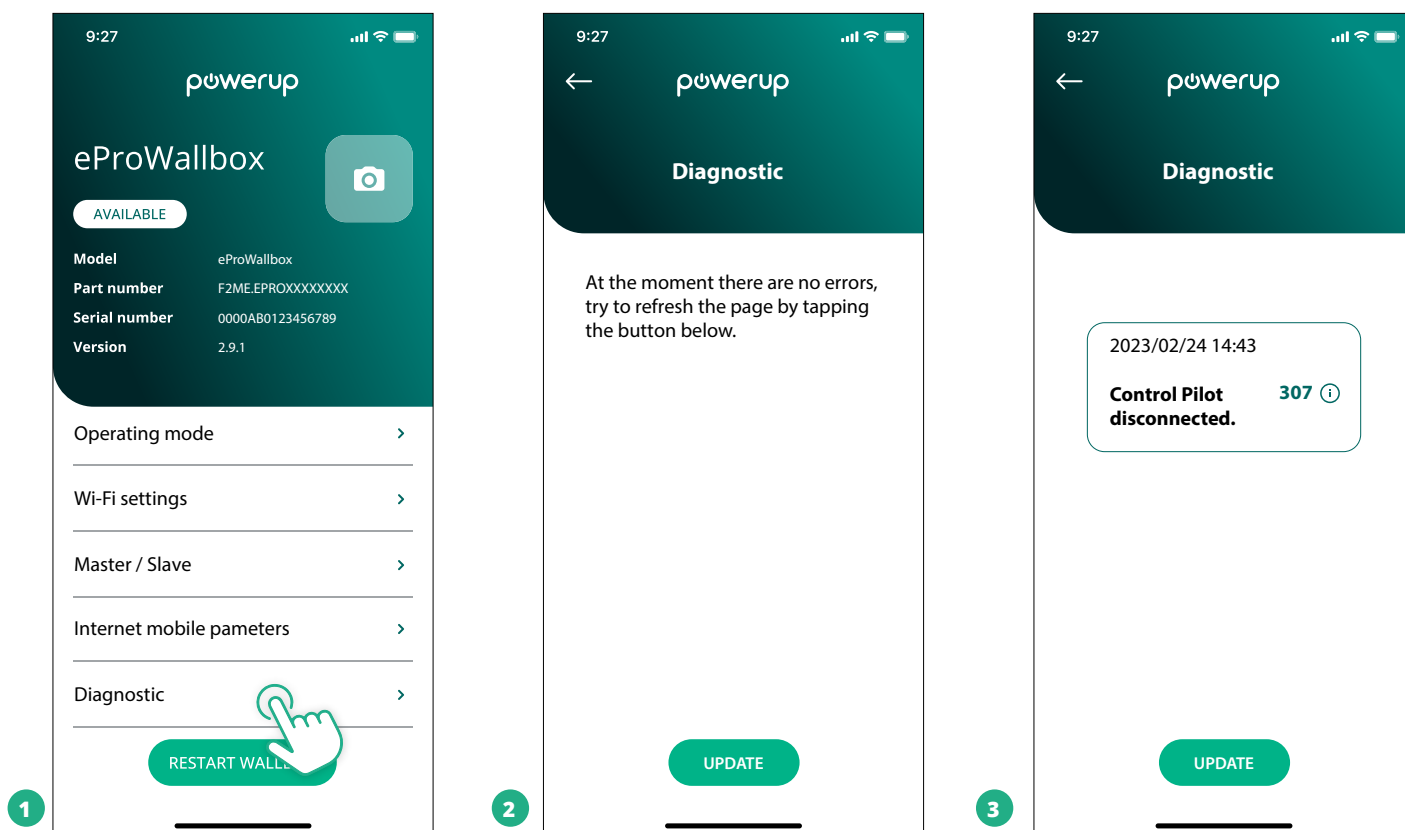 9:27
powerup
eProWallbox
AVAILABLE
Model eProWallbox
Part number F2ME.EPROXXXXXXXX
Serial number 0000AB0123456789
Version 2.9.1
Operating mode
Wi-Fi settings
Master / Slave
Internet mobile pameters
Diagnostic
RESTART WALL
1
9:27
powerup
Diagnostic
At the moment there are no errors,
try to refresh the page by tapping
the button below.
UPDATE
2
9:27
powerup
Diagnostic
2023/02/24 14:43
Control Pilot 307
disconnected.
UPDATE
3